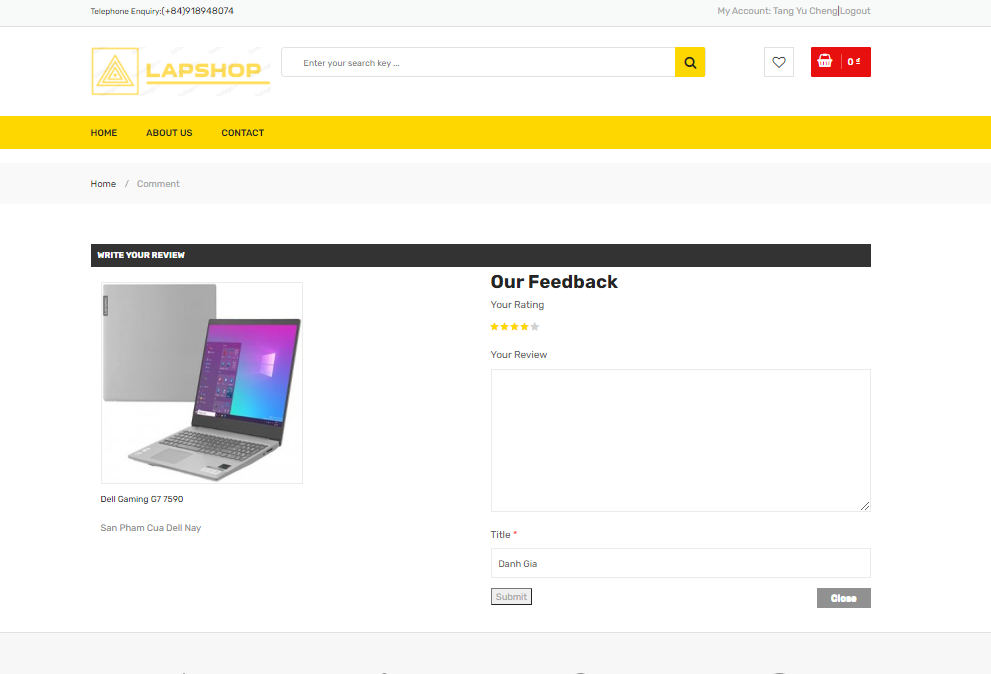 Telephone Enquiry:(+84)918948074
My Account: Tang Yu Cheng|Logout
LAPSHOP
Enter your search key ...
0 ₫
HOME ABOUT US CONTACT
Home / Comment
WRITE YOUR REVIEW
Our Feedback
Your Rating
Your Review
Lenovo
Dell Gaming G7 7590
San Pham Cua Dell Nay
Title *
Danh Gia
Submit
Close